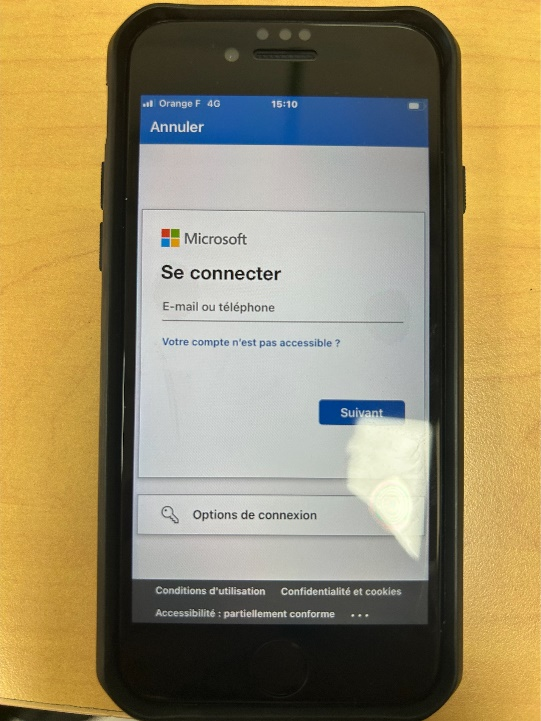 Orange F 4G 15:10
Annuler
Microsoft
Se connecter
E-mail ou téléphone
Votre compte n'est pas accessible ?
Suivant
Options de connexion
Conditions d'utilisation Confidentialité et cookies
Accessibilité : partiellement conforme ...